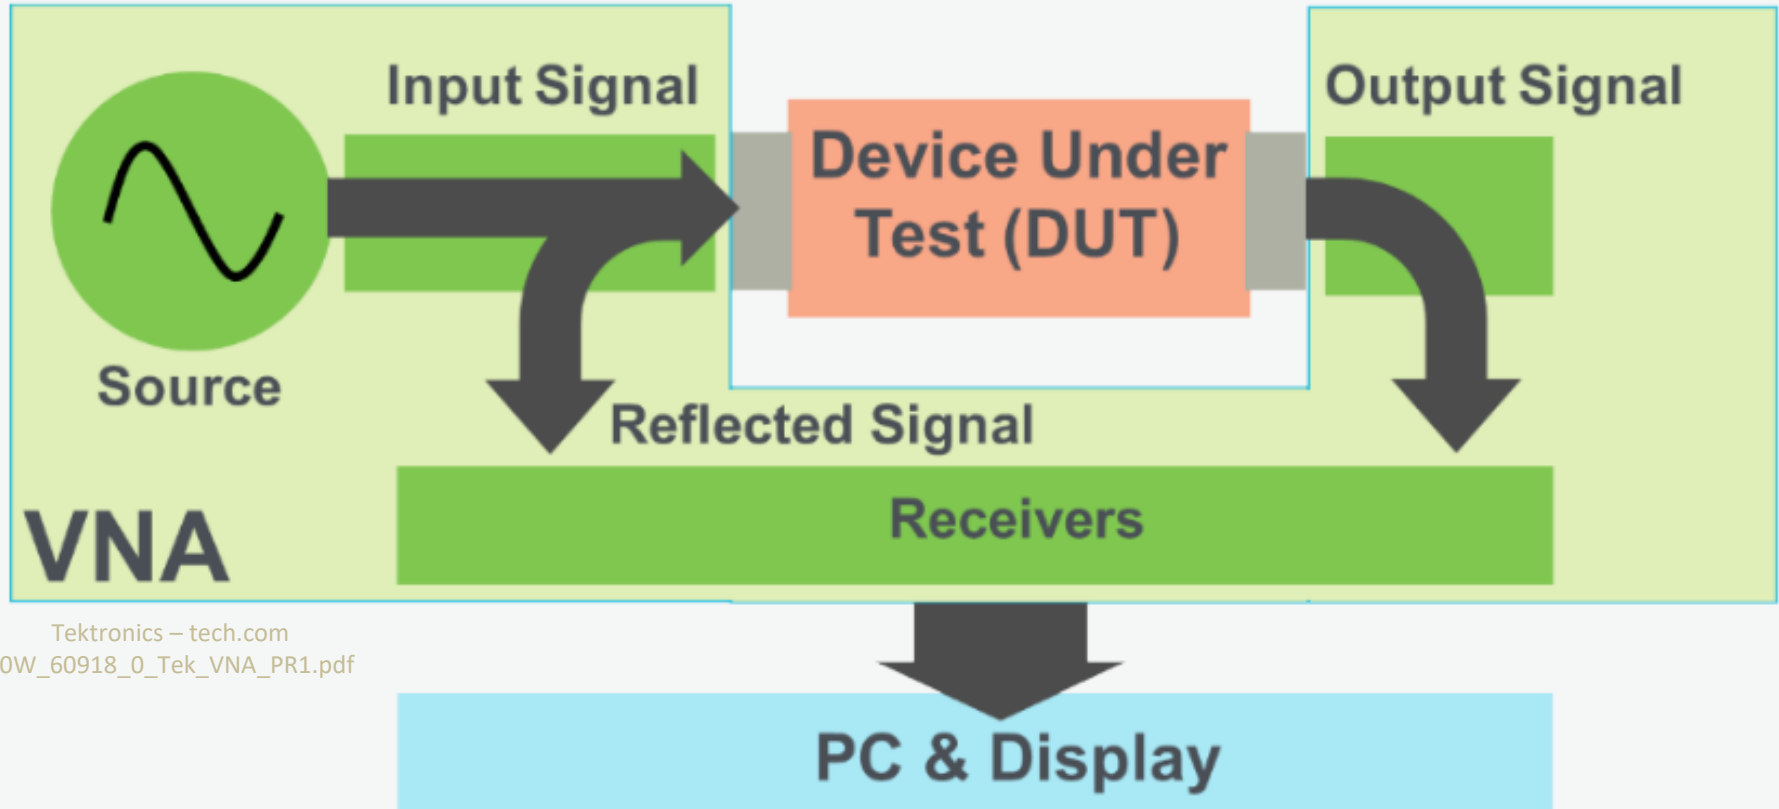 Input Signal
Output Signal
Device Under
Test (DUT)
Source
Reflected Signal
Receivers
VNA
Tektronics – tech.com
0W_60918_0_Tek_VNA_PR1.pdf
PC & Display